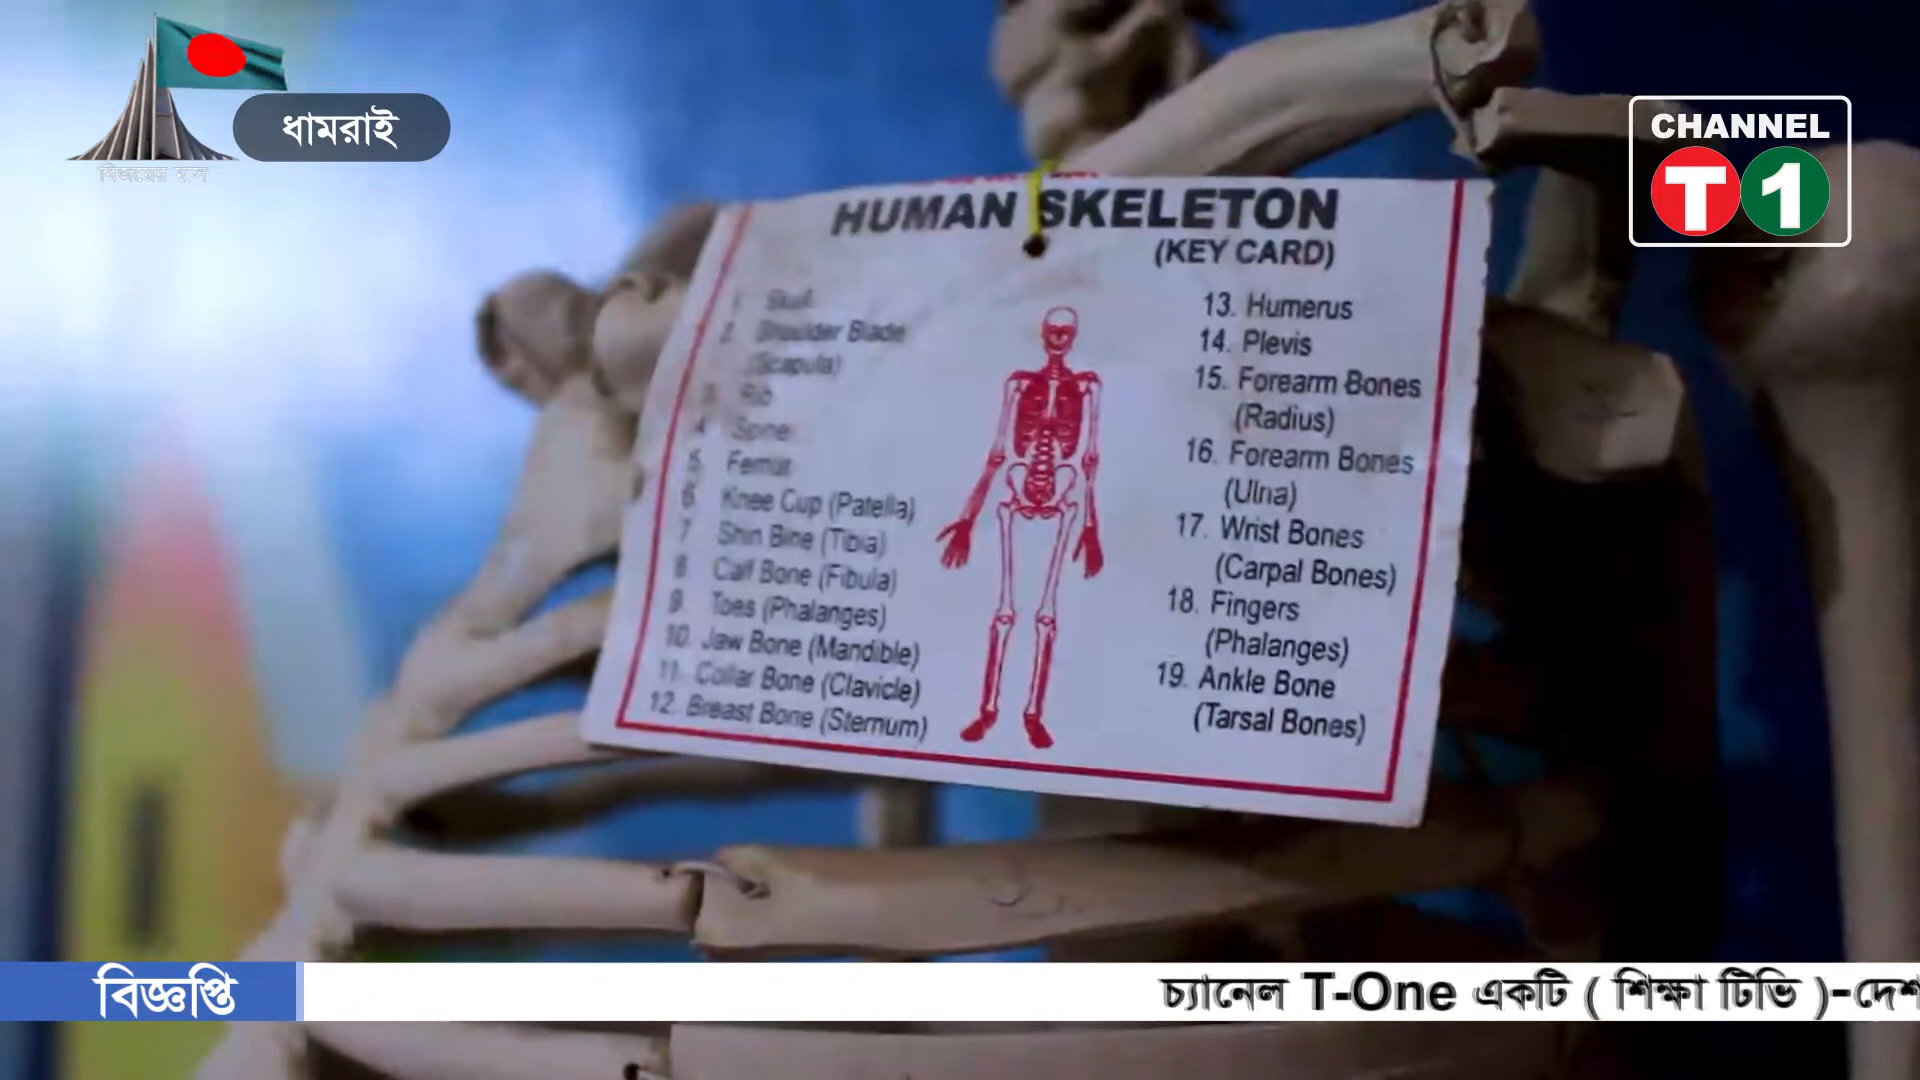 ধামরাই
বিজয়ের মাস
CHANNEL
T1
HUMAN SKELETON
(KEY CARD)
1. Skull
2. Shoulder Blade
(Scapula)
3. Rib
4 Spine
5 Femur
6 Knee Cup (Patella)
7 Shin Bine (Tibia)
8 Calf Bone (Fibula)
9. Toes (Phalanges)
10. Jaw Bone (Mandible)
11. Collar Bone (Clavicle)
12. Breast Bone (Sternum)
13. Humerus
14. Plevis
15. Forearm Bones
(Radius)
16. Forearm Bones
(Ulna)
17. Wrist Bones
(Carpal Bones)
18. Fingers
(Phalanges)
19. Ankle Bone
(Tarsal Bones)
বিজ্ঞপ্তি
চ্যানেল T-One একটি ( শিক্ষা টিভি )-দেশ